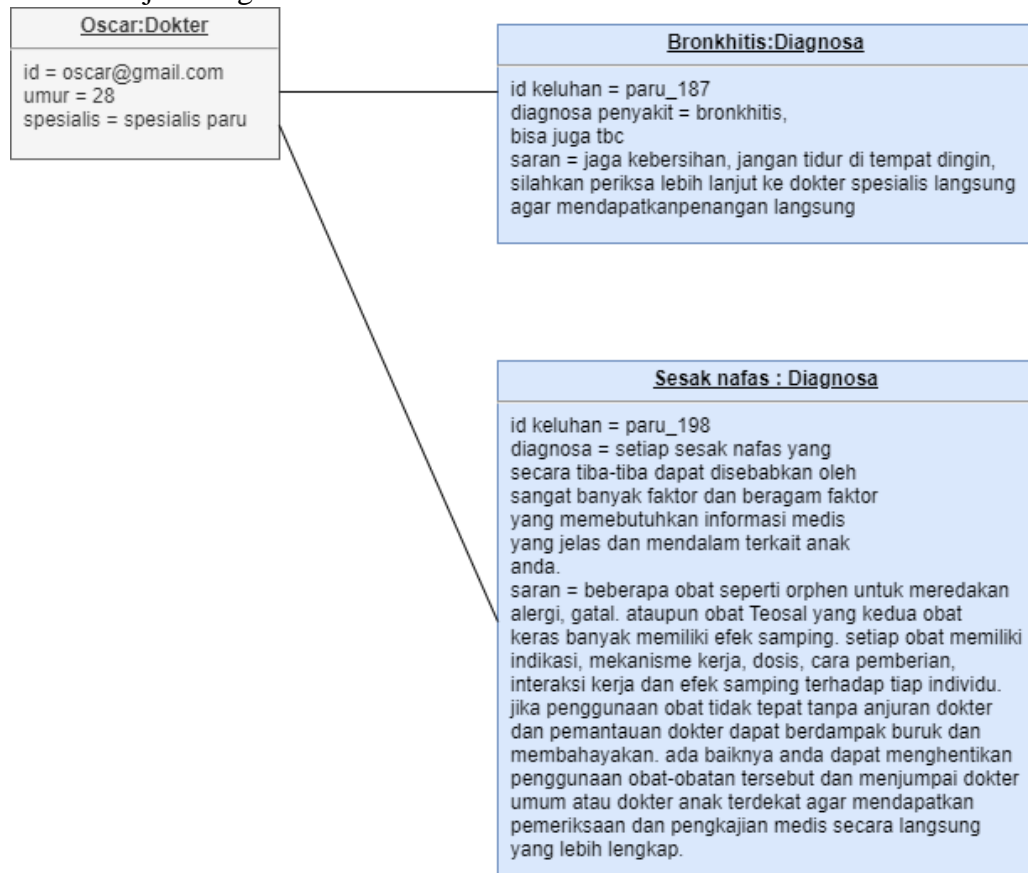 Oscar:Dokter
id = oscar@gmail.com
umur = 28
spesialis = spesialis paru
Bronkhitis:Diagnosa
id keluhan = paru_187
diagnosa penyakit = bronkhitis,
bisa juga tbc
saran = jaga kebersihan, jangan tidur di tempat dingin,
silahkan periksa lebih lanjut ke dokter spesialis langsung
agar mendapatkanpenangan langsung
Sesak nafas : Diagnosa
id keluhan = paru_198
diagnosa = setiap sesak nafas yang
secara tiba-tiba dapat disebabkan oleh
sangat banyak faktor dan beragam faktor
yang memebutuhkan informasi medis
yang jelas dan mendalam terkait anak
anda.
saran = beberapa obat seperti orphen untuk meredakan
alergi, gatal. ataupun obat Teosal yang kedua obat
keras banyak memiliki efek samping. setiap obat memiliki
indikasi, mekanisme kerja, dosis, cara pemberian,
interaksi kerja dan efek samping terhadap tiap individu.
jika penggunaan obat tidak tepat tanpa anjuran dokter
dan pemantauan dokter dapat berdampak buruk dan
membahayakan. ada baiknya anda dapat menghentikan
penggunaan obat-obatan tersebut dan menjumpai dokter
umum atau dokter anak terdekat agar mendapatkan
pemeriksaan dan pengkajian medis secara langsung
yang lebih lengkap.